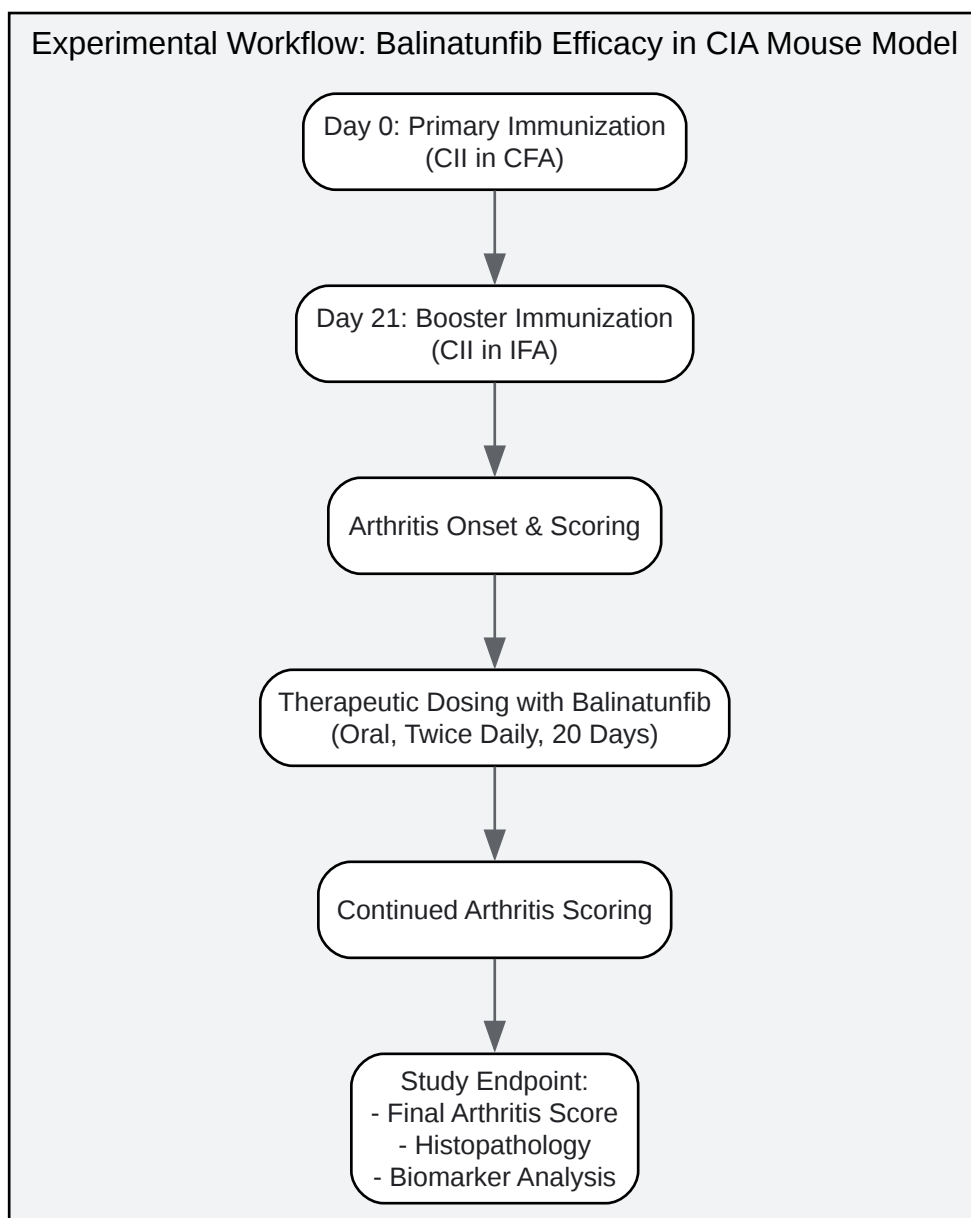 Experimental Workflow: Balinatunfib Efficacy in CIA Mouse Model
Day 0: Primary Immunization
(CII in CFA)
Day 21: Booster Immunization
(CII in IFA)
Arthritis Onset & Scoring
Therapeutic Dosing with Balinatunfib
(Oral, Twice Daily, 20 Days)
Continued Arthritis Scoring
Study Endpoint:
- Final Arthritis Score
- Histopathology
- Biomarker Analysis